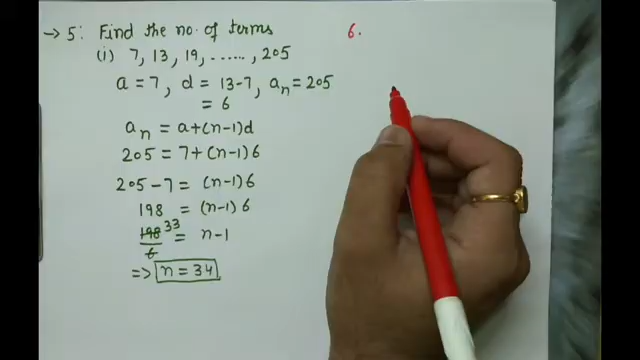 → 5: Find the no. of terms
(i) 7, 13, 19, ......, 205
a = 7, d = 13-7, aₙ = 205
= 6
aₙ = a+(n-1)d
205 = 7+(n-1)6
205 - 7 = (n-1)6
198 = (n-1)6
198/6 33 = n-1
=> n = 34
6.